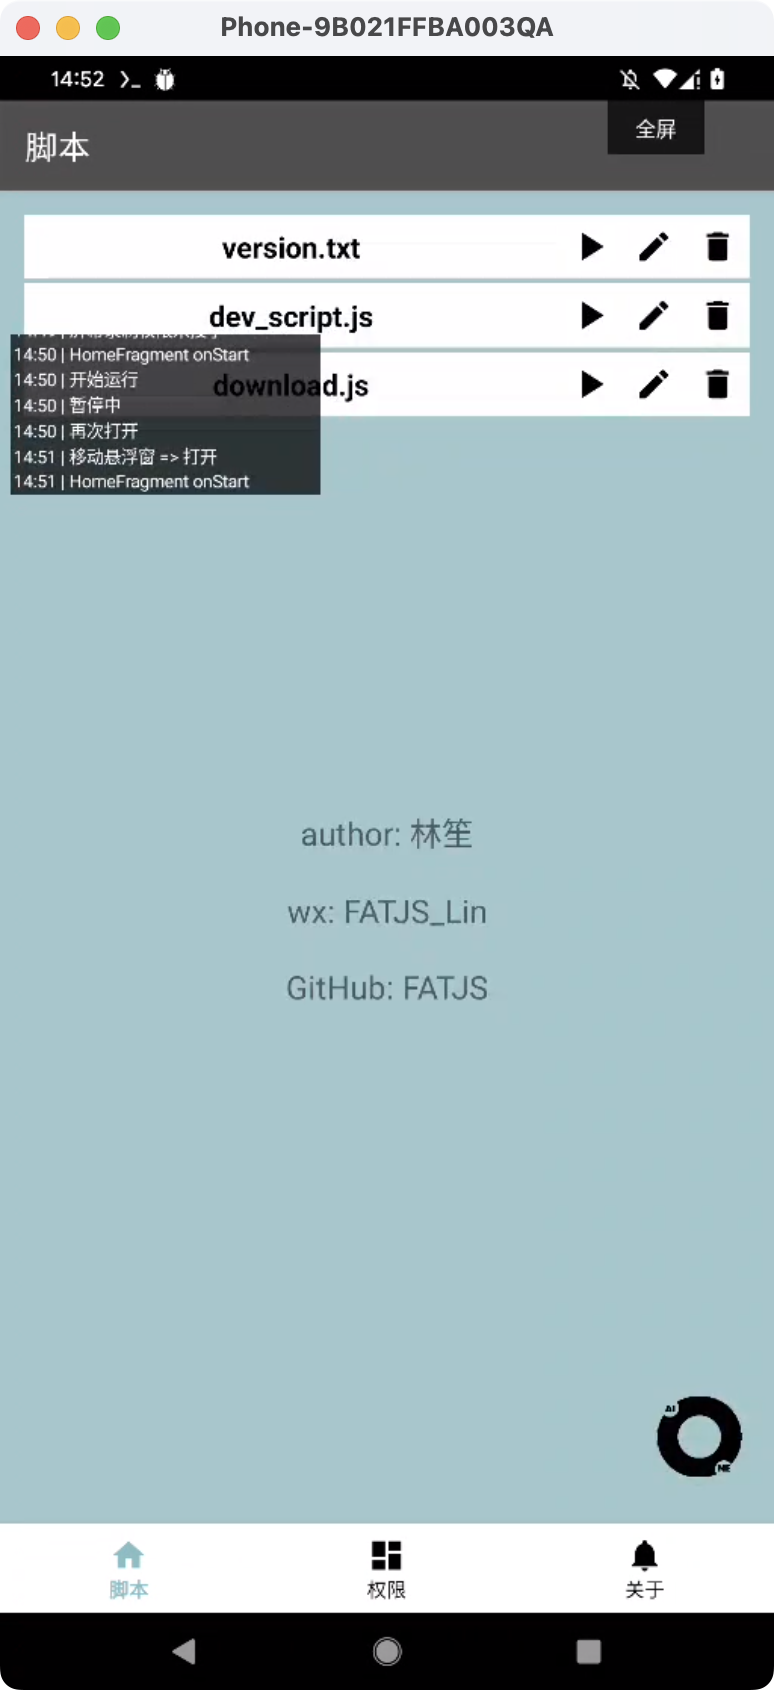 Phone-9B021FFBA003QA
14:52
全屏
脚本
version.txt
dev_script.js
download.js
14:50 | HomeFragment onStart
14:50 | 开始运行
14:50 | 暂停中
14:50 | 再次打开
14:51 | 移动悬浮窗 => 打开
14:51 | HomeFragment onStart
author: 林笙
wx: FATJS_Lin
GitHub: FATJS
AI
NE
脚本
权限
关于